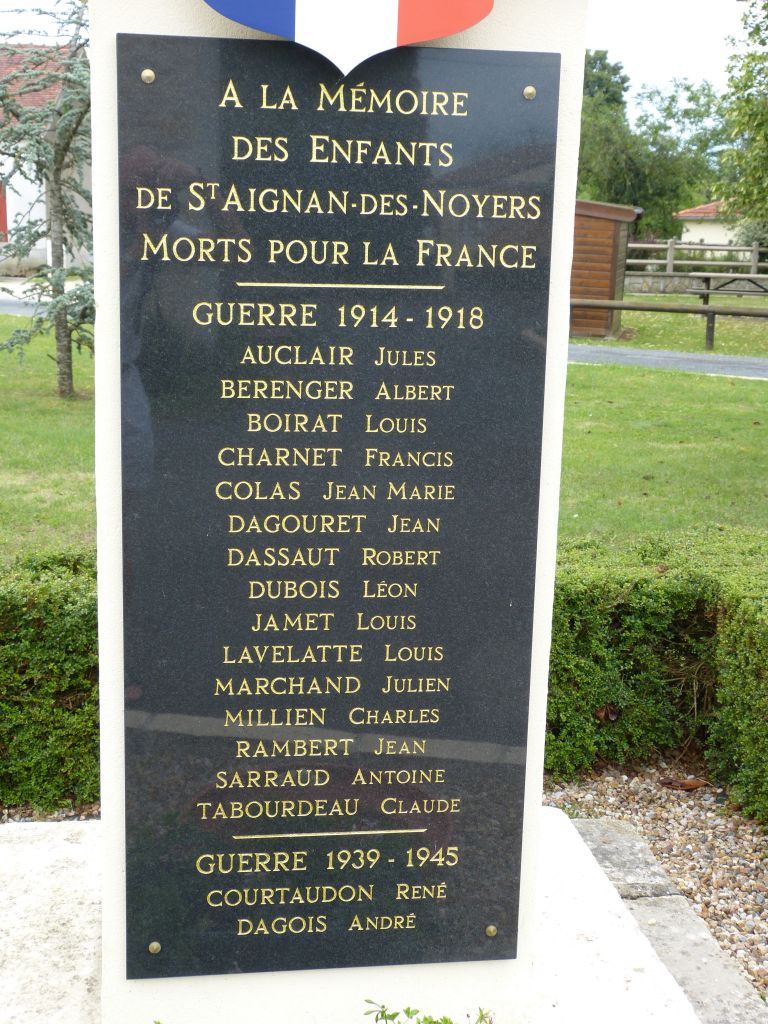 A LA MÉMOIRE
DES ENFANTS
DE ST AIGNAN-DES-NOYERS
MORTS POUR LA FRANCE
GUERRE 1914 - 1918
AUCLAIR JULES
BERENGER ALBERT
BOIRAT LOUIS
CHARNET FRANCIS
COLAS JEAN MARIE
DAGOURET JEAN
DASSAUT ROBERT
DUBOIS LÉON
JAMET LOUIS
LAVELATTE LOUIS
MARCHAND JULIEN
MILLIEN CHARLES
RAMBERT JEAN
SARRAUD ANTOINE
TABOURDEAU CLAUDE
GUERRE 1939 - 1945
COURTAUDON RENÉ
DAGOIS ANDRÉ